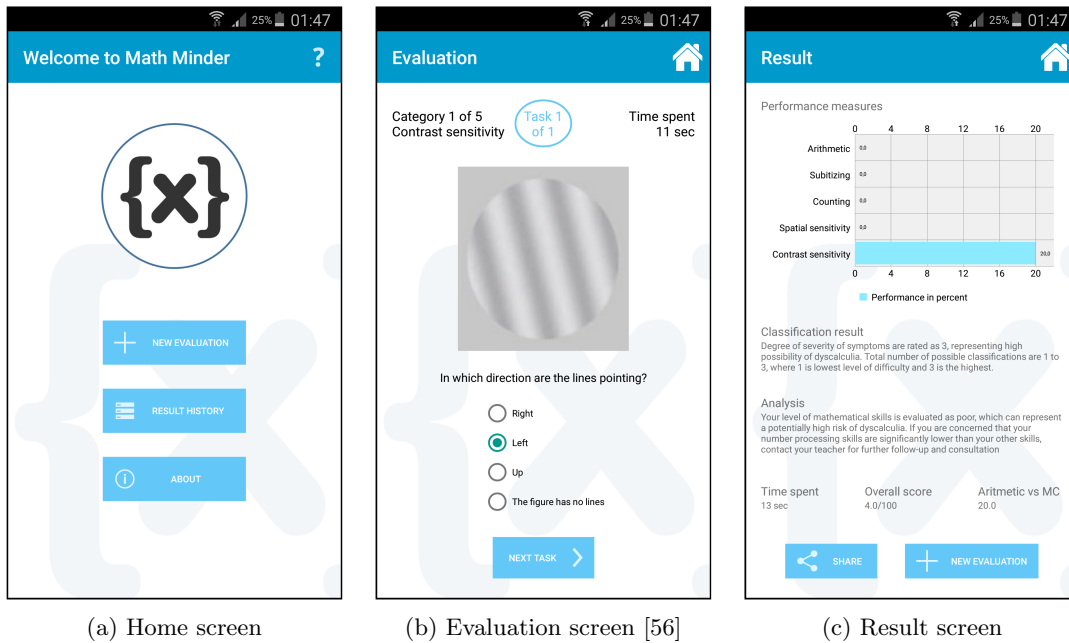 25% 01:47
Welcome to Math Minder ?
{x}
NEW EVALUATION
RESULT HISTORY
ABOUT
(a) Home screen
25% 01:47
Evaluation
Category 1 of 5
Contrast sensitivity
Task 1
of 1
Time spent
11 sec
In which direction are the lines pointing?
Right
Left
Up
The figure has no lines
NEXT TASK
(b) Evaluation screen [56]
25% 01:47
Result
Performance measures
0 4 8 12 16 20
Arithmetic 0,0
Subitizing 0,0
Counting 0,0
Spatial sensitivity 0,0
Contrast sensitivity 20,0
0 4 8 12 16 20
Performance in percent
Classification result
Degree of severity of symptoms are rated as 3, representing high
possibility of dyscalculia. Total number of possible classifications are 1 to
3, where 1 is lowest level of difficulty and 3 is the highest.
Analysis
Your level of mathematical skills is evaluated as poor, which can represent
a potentially high risk of dyscalculia. If you are concerned that your
number processing skills are significantly lower than your other skills,
contact your teacher for further follow-up and consultation
Time spent
13 sec
Overall score
4.0/100
Aritmetic vs MC
20.0
SHARE
NEW EVALUATION
(c) Result screen